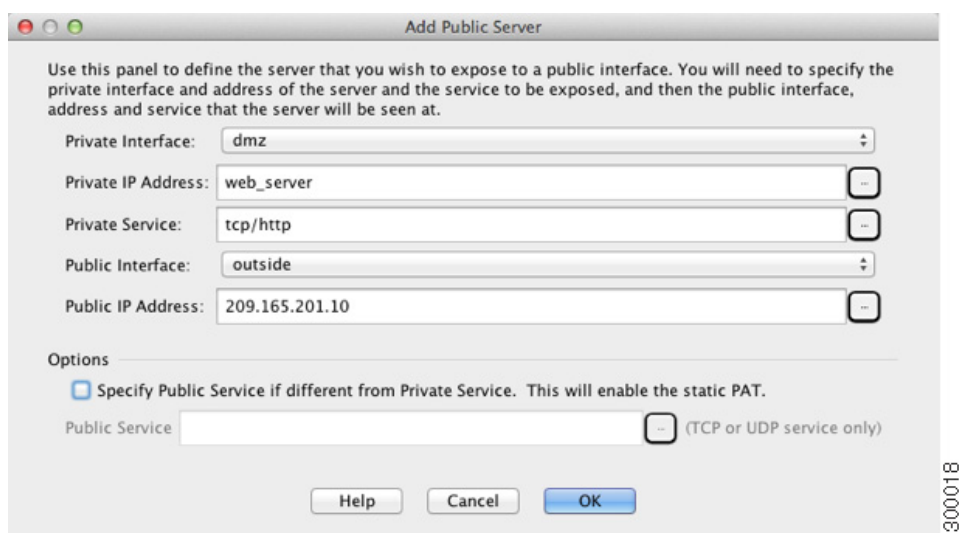 Add Public Server
Use this panel to define the server that you wish to expose to a public interface. You will need to specify the
private interface and address of the server and the service to be exposed, and then the public interface,
address and service that the server will be seen at.
Private Interface: dmz
Private IP Address: web_server ...
Private Service: tcp/http ...
Public Interface: outside
Public IP Address: 209.165.201.10 ...
Options
Specify Public Service if different from Private Service. This will enable the static PAT.
Public Service ... (TCP or UDP service only)
Help Cancel OK
300018